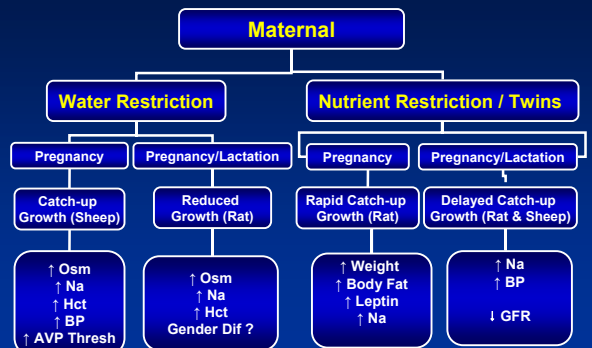 Maternal
Water Restriction
Nutrient Restriction / Twins
Pregnancy
Pregnancy/Lactation
Pregnancy
Pregnancy/Lactation
Catch-up
Growth (Sheep)
Reduced
Growth (Rat)
Rapid Catch-up
Growth (Rat)
Delayed Catch-up
Growth (Rat & Sheep)
↑ Osm
↑ Na
↑ Hct
↑ BP
↑ AVP Thresh
↑ Osm
↑ Na
↑ Hct
Gender Dif ?
↑ Weight
↑ Body Fat
↑ Leptin
↑ Na
↑ Na
↑ BP
↓ GFR